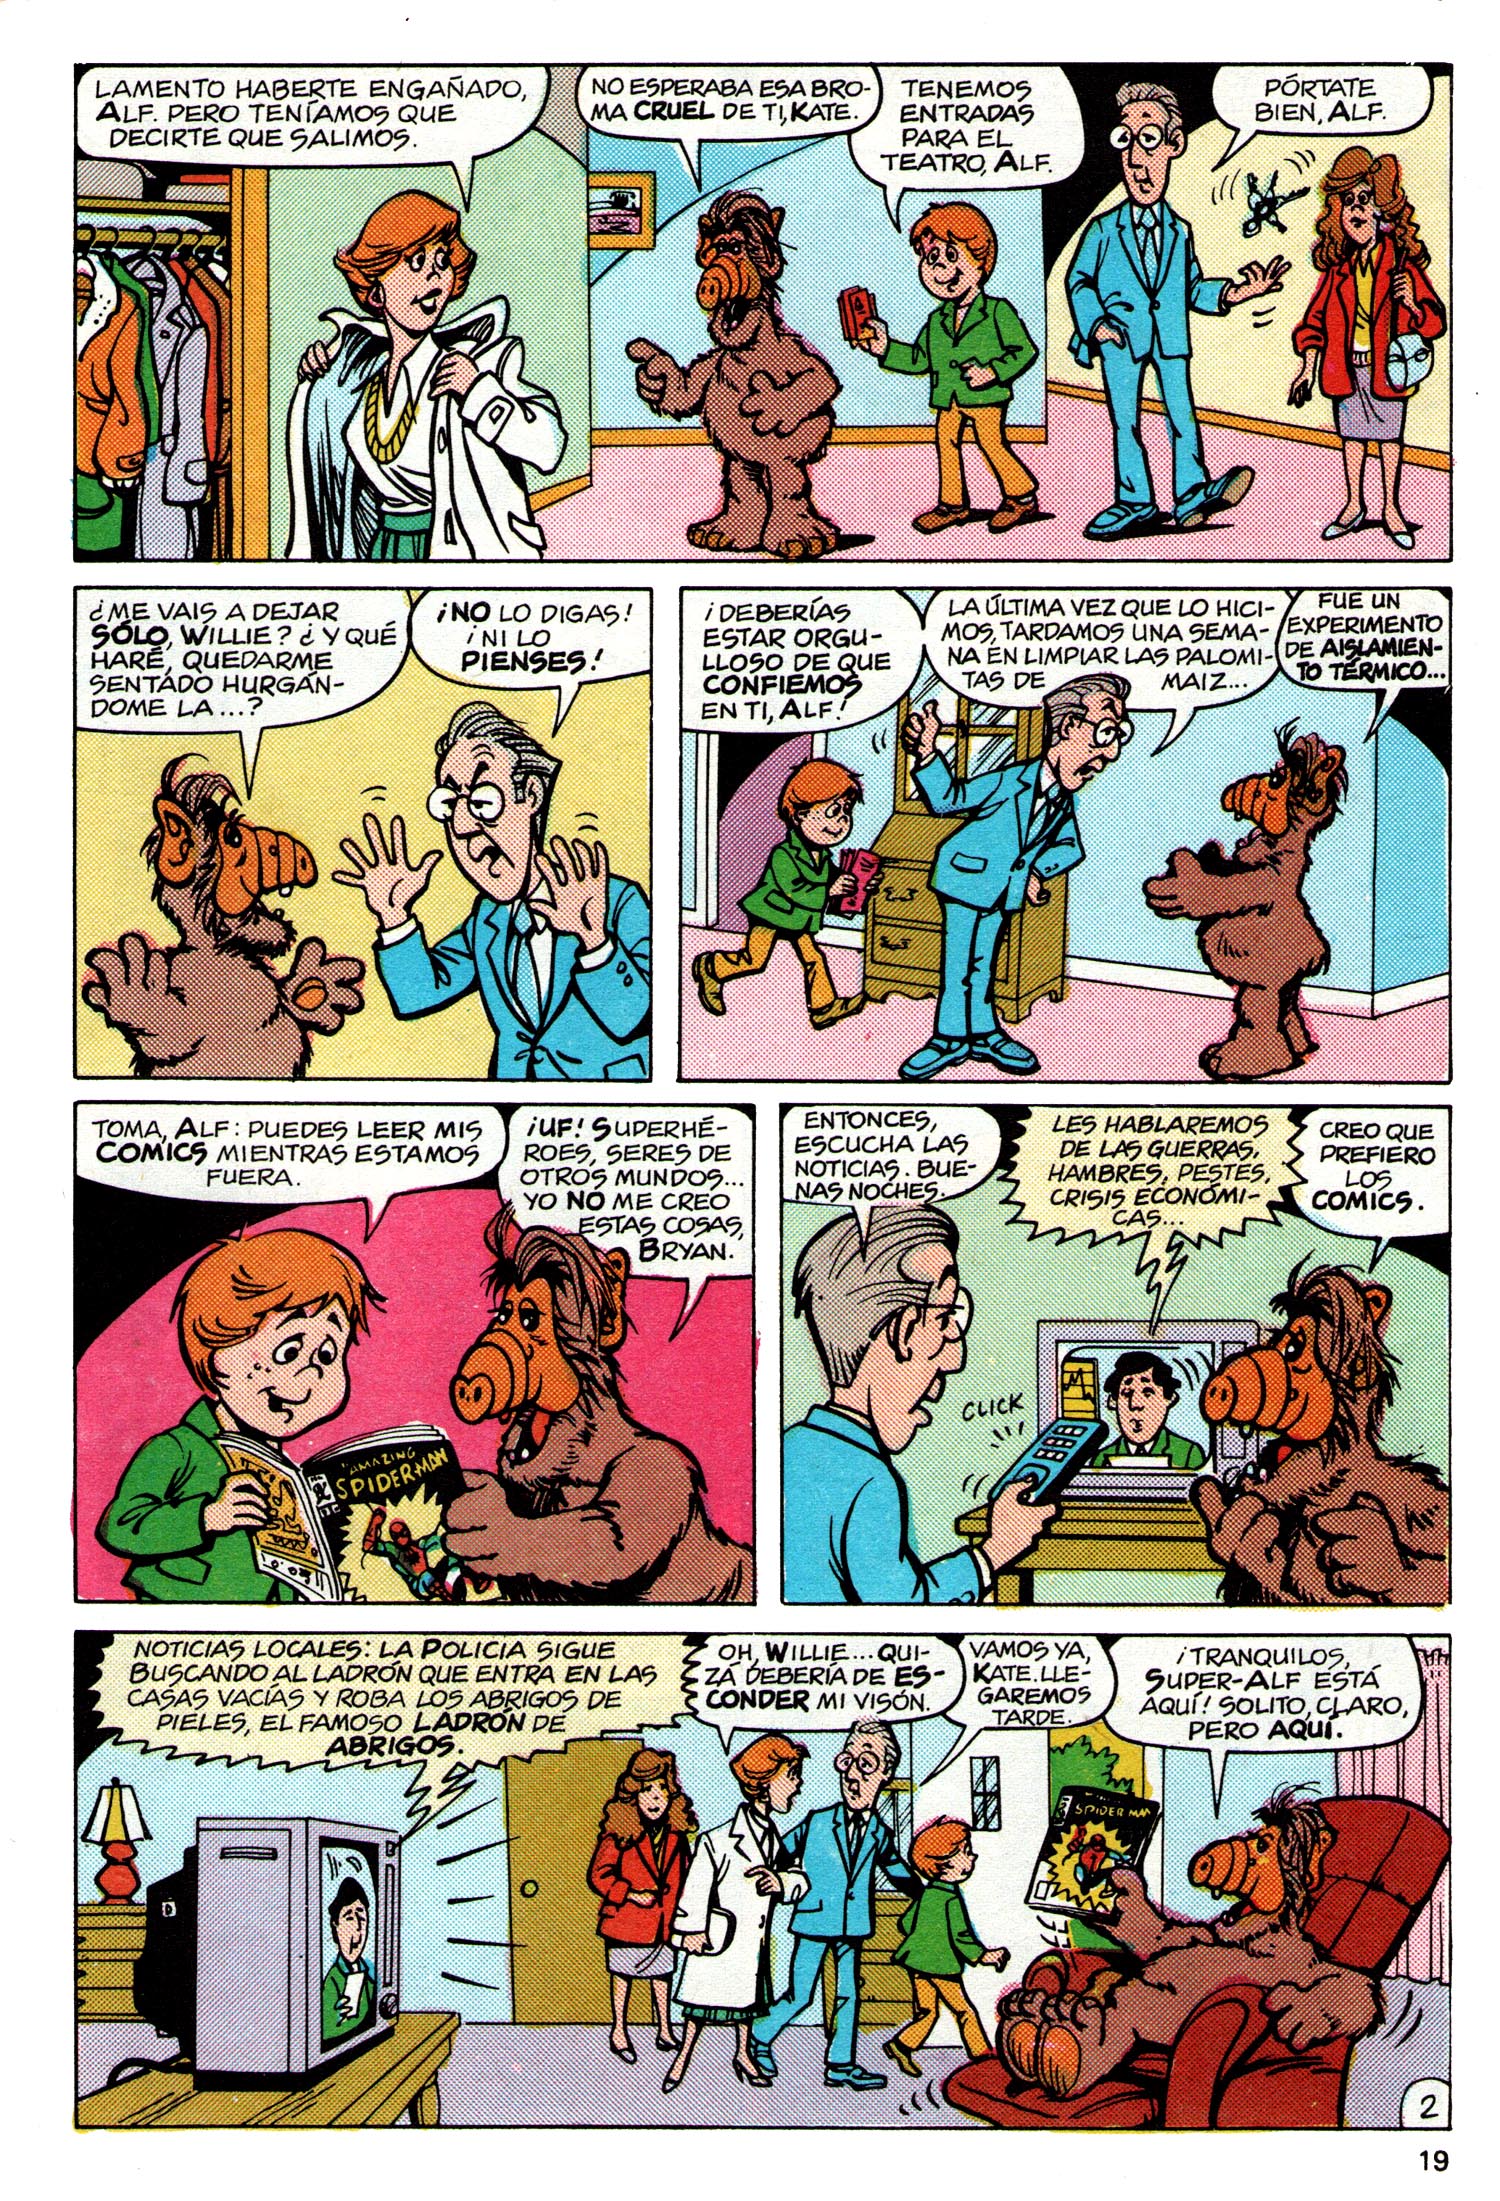 LAMENTO HABERTE ENGAÑADO,
ALF. PERO TENÍAMOS QUE
DECIRTE QUE SALIMOS.
NO ESPERABA ESA BRO-
MA CRUEL DE TI, KATE.
TENEMOS
ENTRADAS
PARA EL
TEATRO, ALF.
PÓRTATE
BIEN, ALF.
¿ME VAIS A DEJAR
SÓLO, WILLIE? ¿Y QUÉ
HARÉ, QUEDARME
SENTADO HURGÁN-
DOME LA...?
¡NO LO DIGAS!
¡NI LO
PIENSES!
¡DEBERÍAS
ESTAR ORGU-
LLOSO DE QUE
CONFIEMOS
EN TI, ALF!
LA ÚLTIMA VEZ QUE LO HICI-
MOS, TARDAMOS UNA SEMA-
NA EN LIMPIAR LAS PALOMI-
TAS DE MAIZ...
FUE UN
EXPERIMENTO
DE AISLAMIEN-
TO TÉRMICO...
TOMA, ALF: PUEDES LEER MIS
COMICS MIENTRAS ESTAMOS
FUERA.
¡UF! SUPERHÉ-
ROES, SERES DE
OTROS MUNDOS...
YO NO ME CREO
ESTAS COSAS,
BRYAN.
AMAZING
SPIDER-MAN
ENTONCES,
ESCUCHA LAS
NOTICIAS. BUE-
NAS NOCHES.
LES HABLAREMOS
DE LAS GUERRAS,
HAMBRES, PESTES,
CRISIS ECONÓMI-
CAS...
CREO QUE
PREFIERO
LOS
COMICS.
CLICK
NOTICIAS LOCALES: LA POLICIA SIGUE
BUSCANDO AL LADRÓN QUE ENTRA EN LAS
CASAS VACÍAS Y ROBA LOS ABRIGOS DE
PIELES, EL FAMOSO LADRÓN DE
ABRIGOS.
OH, WILLIE... QUI-
ZÁ DEBERÍA DE ES-
CONDER MI VISÓN.
VAMOS YA,
KATE. LLE-
GAREMOS
TARDE.
¡TRANQUILOS,
SUPER-ALF ESTÁ
AQUÍ! SOLITO, CLARO,
PERO AQUÍ.
SPIDER MAN
2
19